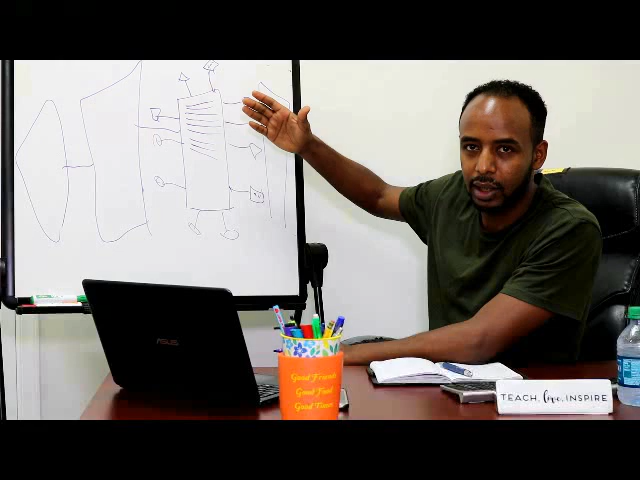 ASUS
Good Friends
Good Food
Good Times
TEACH, love, INSPIRE